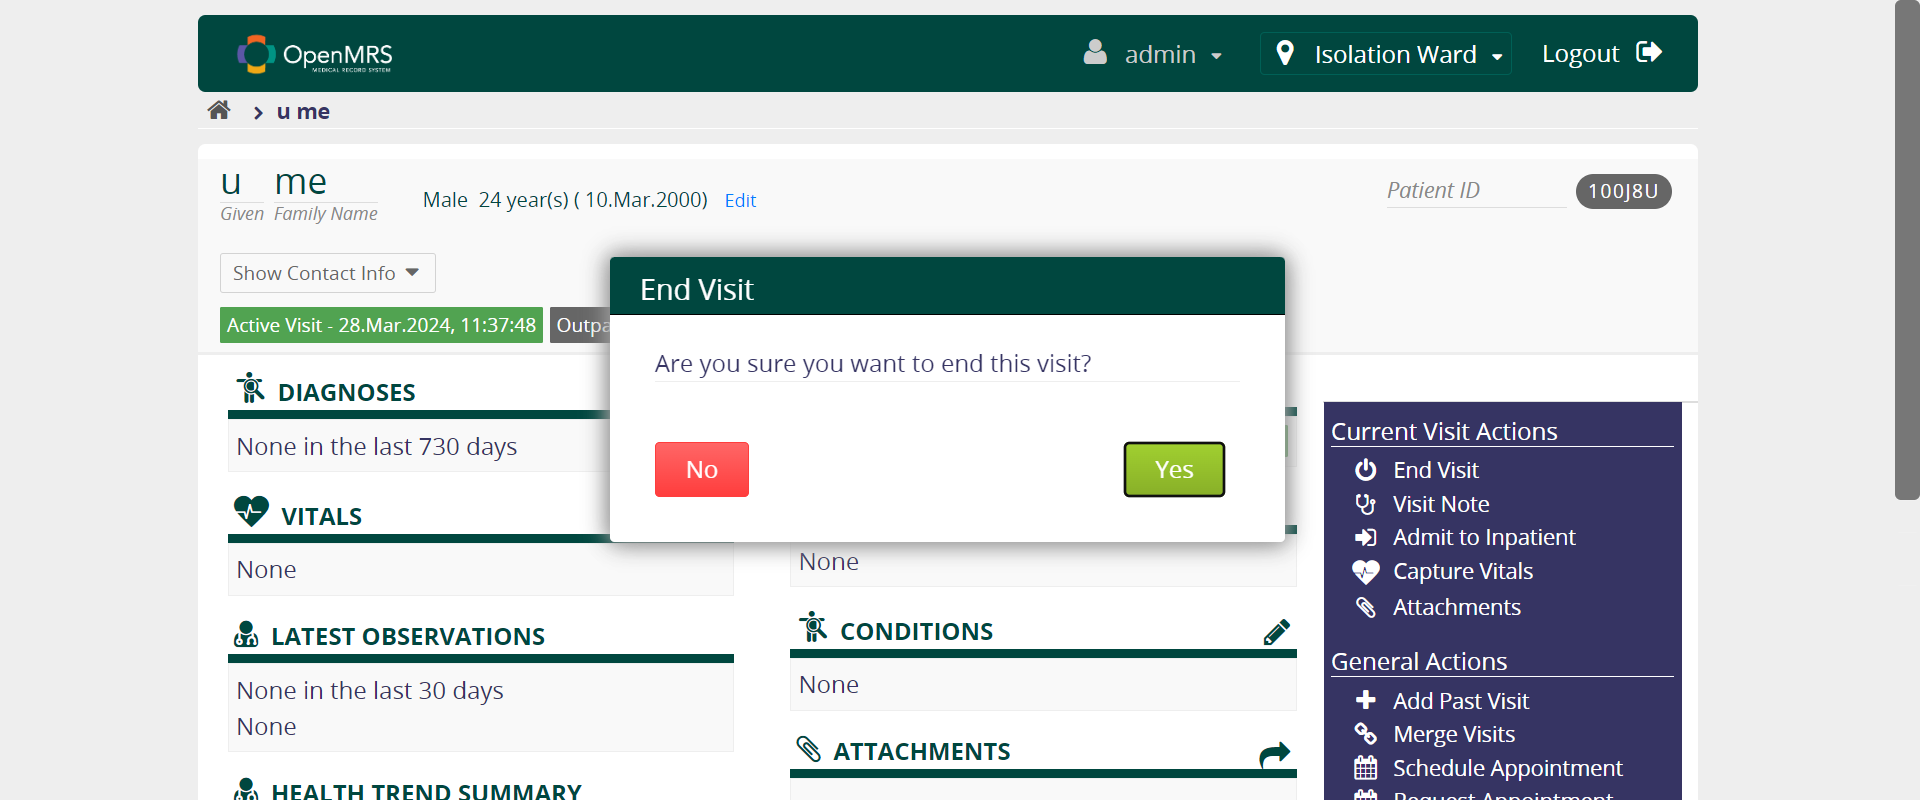 OpenMRS
MEDICAL RECORD SYSTEM
admin
Isolation Ward
Logout
u me
u me
Given Family Name
Male 24 year(s) ( 10.Mar.2000) Edit
Patient ID 100J8U
Show Contact Info
Active Visit - 28.Mar.2024, 11:37:48
End Visit
Are you sure you want to end this visit?
No
Yes
DIAGNOSES
None in the last 730 days
VITALS
None
LATEST OBSERVATIONS
None in the last 30 days
None
HEALTH TREND SUMMARY
None
CONDITIONS
None
ATTACHMENTS
Current Visit Actions
End Visit
Visit Note
Admit to Inpatient
Capture Vitals
Attachments
General Actions
Add Past Visit
Merge Visits
Schedule Appointment
Request Appointment